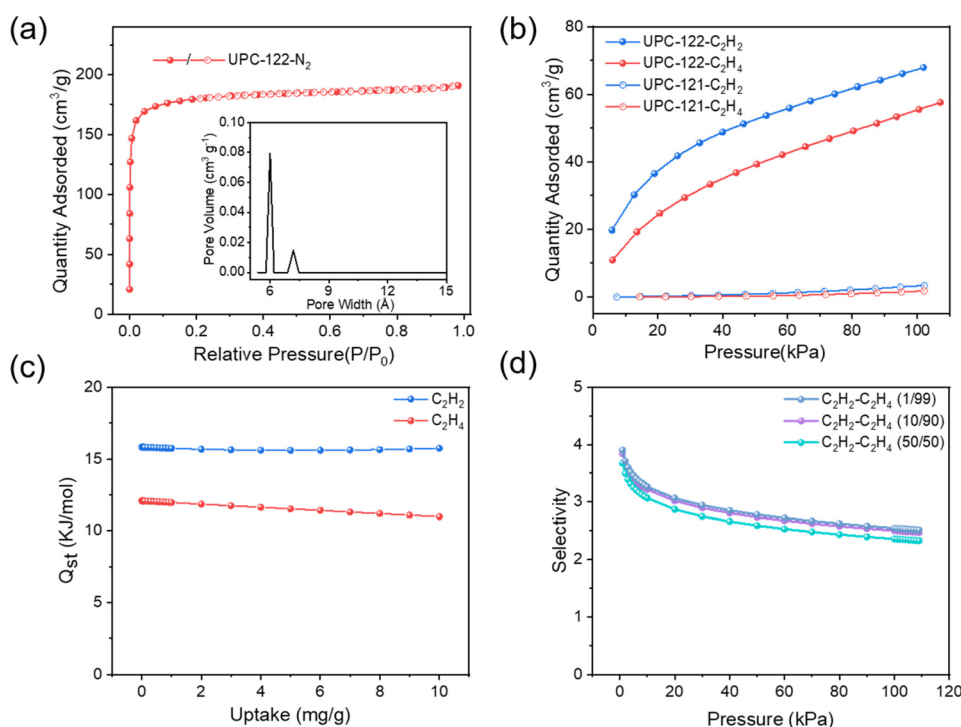 (a)
UPC-122-N₂
Quantity Adsorbed (cm³/g)
200
150
100
50
0
0.0 0.2 0.4 0.6 0.8 1.0
Relative Pressure(P/P₀)
Pore Volume (cm³ g⁻¹)
0.10
0.08
0.06
0.04
0.02
0.00
6 9 12 15
Pore Width (Å)
(b)
UPC-122-C₂H₂
UPC-122-C₂H₄
UPC-121-C₂H₂
UPC-121-C₂H₄
Quantity Adsorbed (cm³/g)
80
60
40
20
0
0 20 40 60 80 100
Pressure(kPa)
(c)
C₂H₂
C₂H₄
Qst (KJ/mol)
20
15
10
5
0
0 2 4 6 8 10
Uptake (mg/g)
(d)
C₂H₂-C₂H₄ (1/99)
C₂H₂-C₂H₄ (10/90)
C₂H₂-C₂H₄ (50/50)
Selectivity
5
4
3
2
1
0
0 20 40 60 80 100 120
Pressure (kPa)